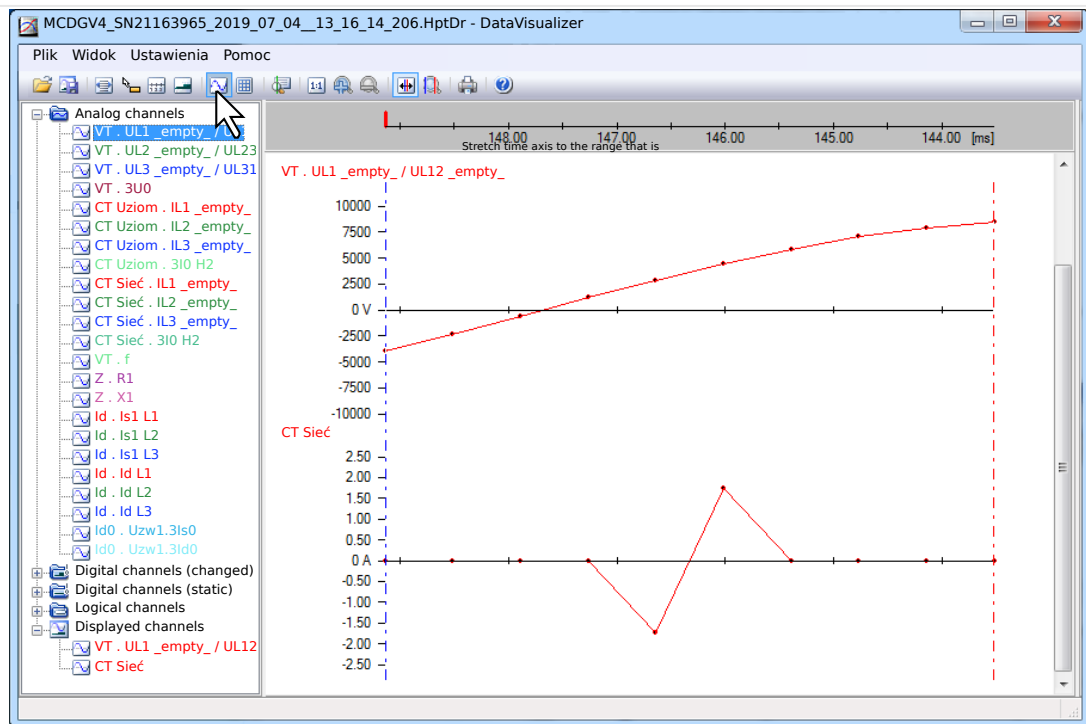 MCDGV4_SN21163965_2019_07_04__13_16_14_206.HptDr - DataVisualizer
Plik Widok Ustawienia Pomoc
1:1
Analog channels
VT . UL1 _empty_ / UL
VT . UL2 _empty_ / UL23
VT . UL3 _empty_ / UL31
VT . 3U0
CT Uziom . IL1 _empty_
CT Uziom . IL2 _empty_
CT Uziom . IL3 _empty_
CT Uziom . 3I0 H2
CT Sieć . IL1 _empty_
CT Sieć . IL2 _empty_
CT Sieć . IL3 _empty_
CT Sieć . 3I0 H2
VT . f
Z . R1
Z . X1
Id . Is1 L1
Id . Is1 L2
Id . Is1 L3
Id . Id L1
Id . Id L2
Id . Id L3
Id0 . Uzw1.3Is0
Id0 . Uzw1.3Id0
Digital channels (changed)
Digital channels (static)
Logical channels
Displayed channels
VT . UL1 _empty_ / UL12
CT Sieć
148.00 147.00 146.00 145.00 144.00 [ms]
Stretch time axis to the range that is
VT . UL1 _empty_ / UL12 _empty_
10000
7500
5000
2500
0 V
-2500
-5000
-7500
-10000
CT Sieć
2.50
2.00
1.50
1.00
0.50
0 A
-0.50
-1.00
-1.50
-2.00
-2.50